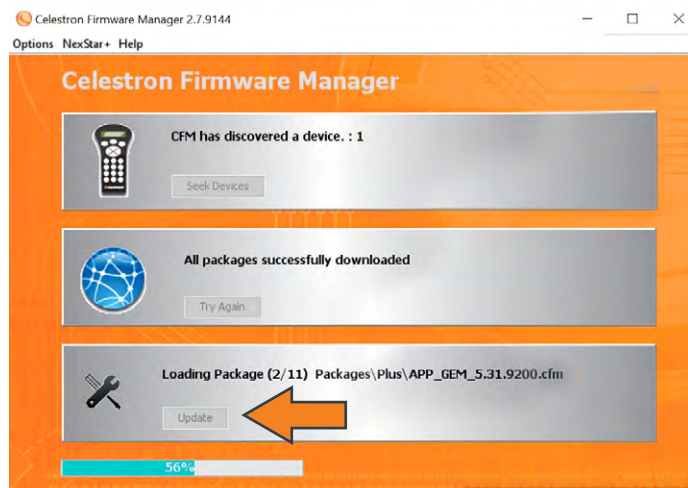 Celestron Firmware Manager 2.7.9144
Options NexStar+ Help
Celestron Firmware Manager
CFM has discovered a device. : 1
Seek Devices
All packages successfully downloaded
Try Again
Loading Package (2/11) Packages\Plus\APP_GEM_5.31.9200.cfm
Update
56%